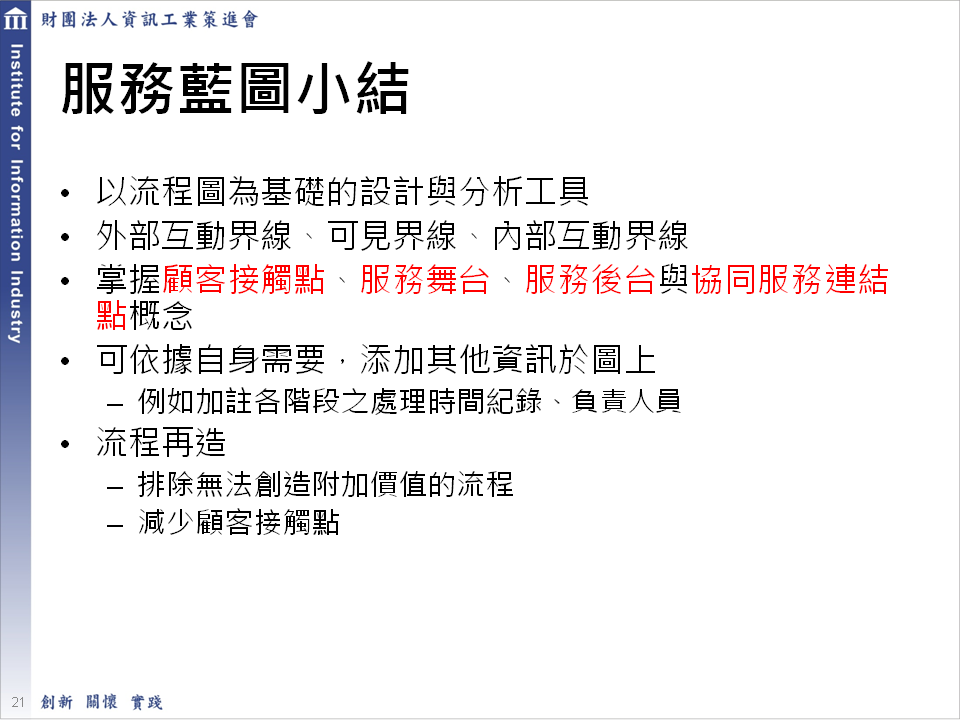 財團法人資訊工業策進會
Institute for Information Industry
服務藍圖小結
• 以流程圖為基礎的設計與分析工具
• 外部互動界線、可見界線、內部互動界線
• 掌握顧客接觸點、服務舞台、服務後台與協同服務連結
點概念
• 可依據自身需要，添加其他資訊於圖上
– 例如加註各階段之處理時間紀錄、負責人員
• 流程再造
– 排除無法創造附加價值的流程
– 減少顧客接觸點
21 創新 關懷 實踐